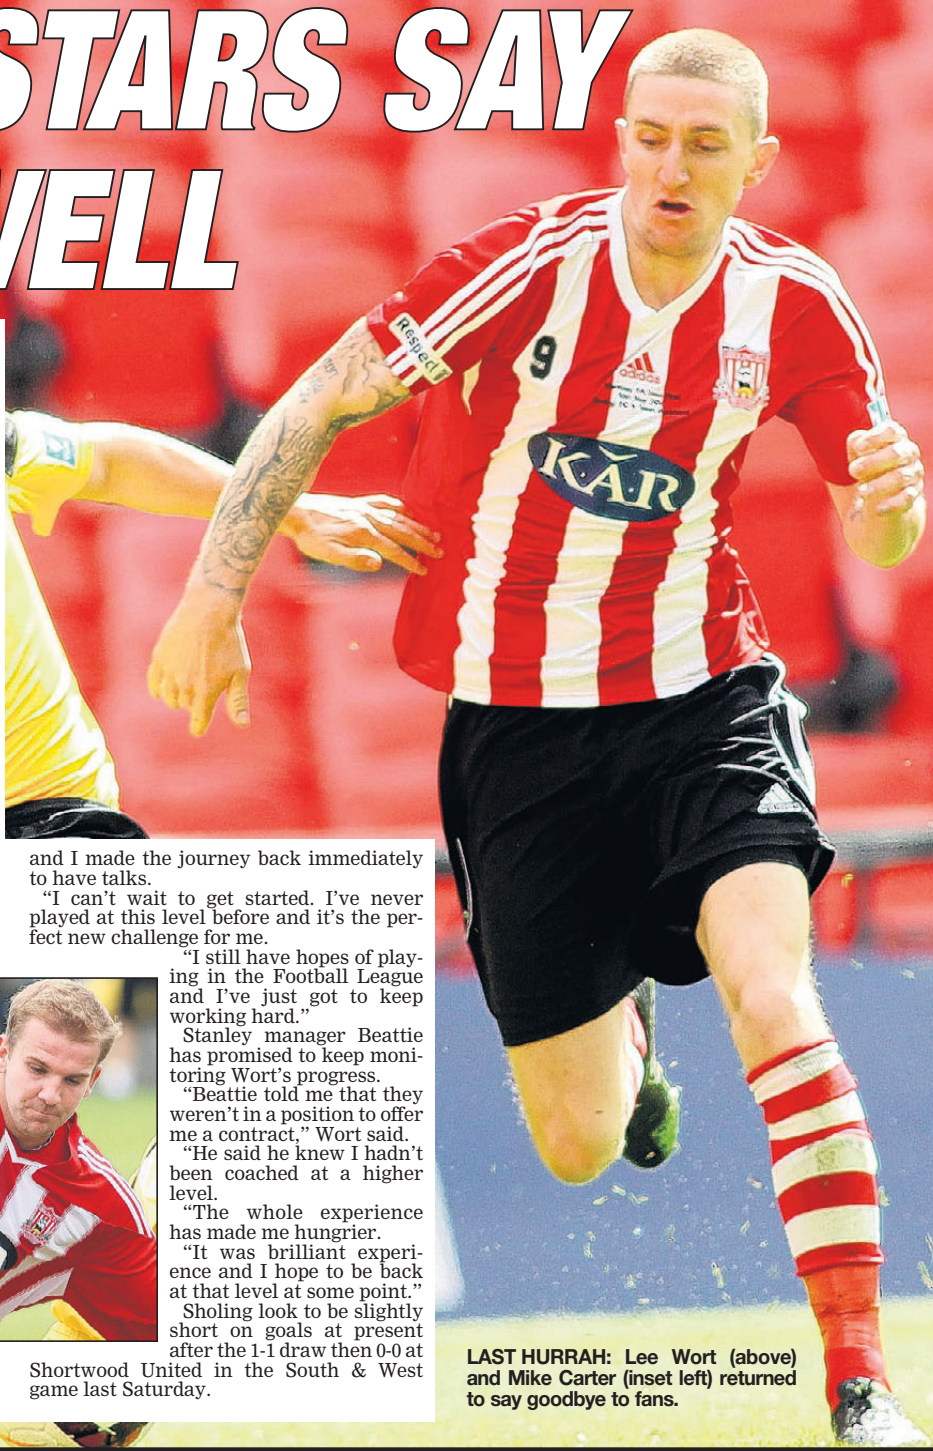 STARS SAY
ELL
Respect
9
adidas
KÅR
and I made the journey back immediately
to have talks.
“I can’t wait to get started. I’ve never
played at this level before and it’s the per-
fect new challenge for me.
“I still have hopes of play-
ing in the Football League
and I’ve just got to keep
working hard.”
Stanley manager Beattie
has promised to keep moni-
toring Wort’s progress.
“Beattie told me that they
weren’t in a position to offer
me a contract,” Wort said.
“He said he knew I hadn’t
been coached at a higher
level.
“The whole experience
has made me hungrier.
“It was brilliant experi-
ence and I hope to be back
at that level at some point.”
Sholing look to be slightly
short on goals at present
after the 1-1 draw then 0-0 at
Shortwood United in the South & West
game last Saturday.
LAST HURRAH: Lee Wort (above)
and Mike Carter (inset left) returned
to say goodbye to fans.